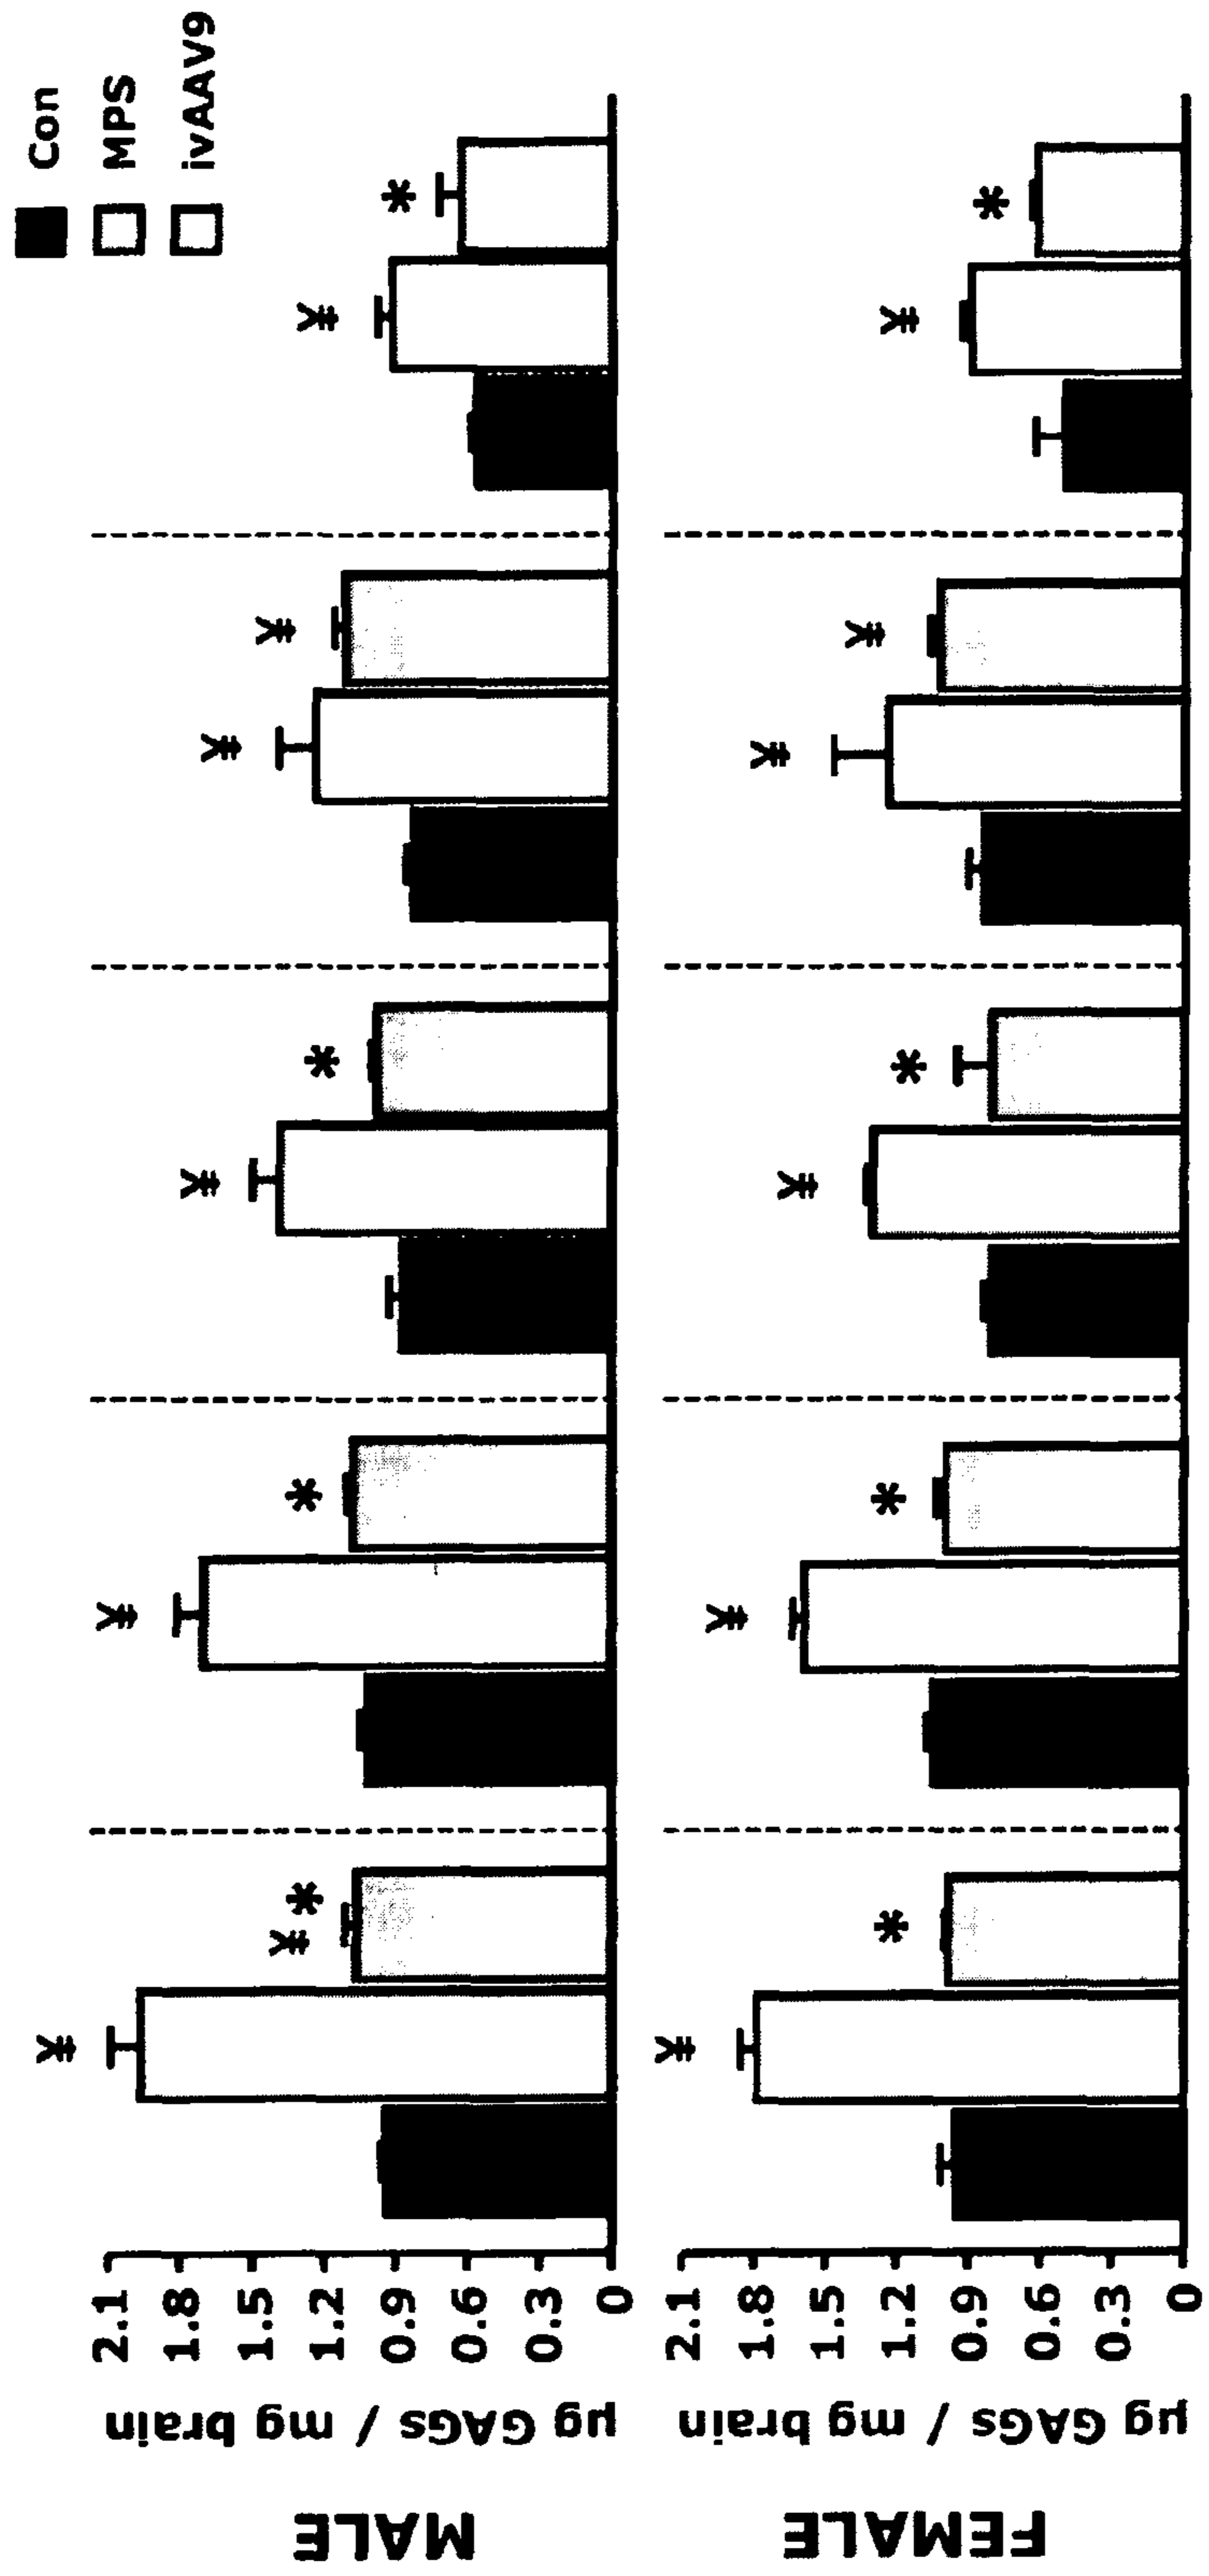 Con
MPS
ivAAV9
MALE
µg GAGs / mg brain
2.1
1.8
1.5
1.2
0.9
0.6
0.3
0
¥ ¥* ¥ * ¥ * ¥ ¥ ¥ *
FEMALE
µg GAGs / mg brain
2.1
1.8
1.5
1.2
0.9
0.6
0.3
0
¥ * ¥ * ¥ * ¥ ¥ ¥ *